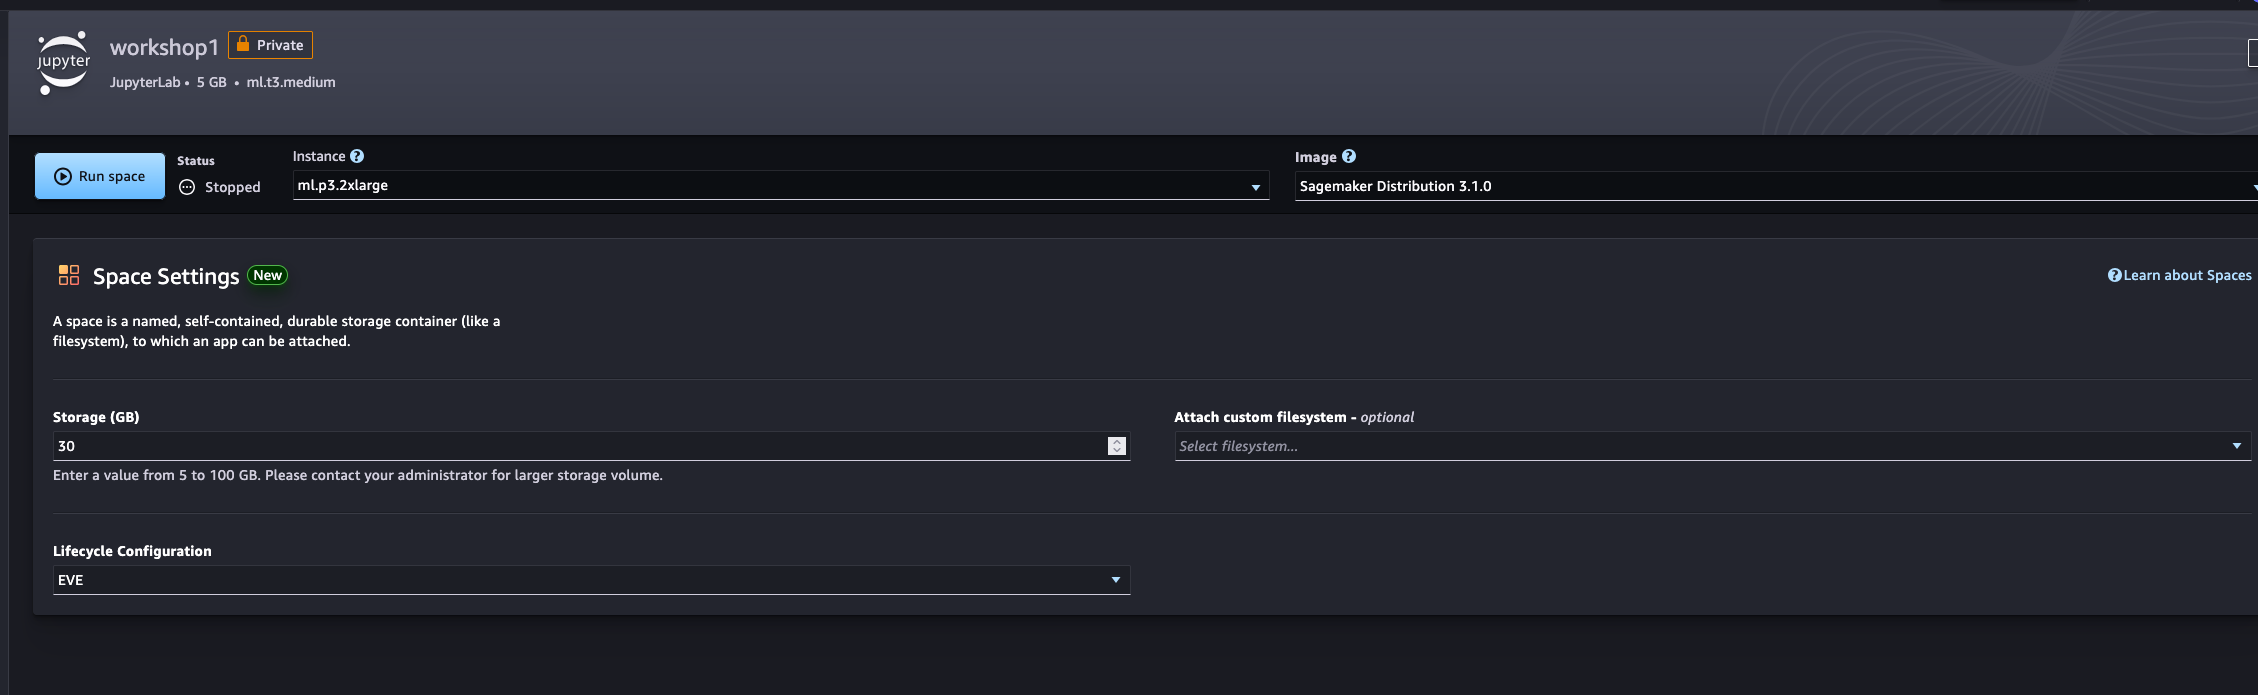 jupyter
workshop1
Private
JupyterLab • 5 GB • ml.t3.medium
Run space
Status
Stopped
Instance ?
ml.p3.2xlarge
Image ?
Sagemaker Distribution 3.1.0
Space Settings New
?Learn about Spaces
A space is a named, self-contained, durable storage container (like a
filesystem), to which an app can be attached.
Storage (GB)
30
Enter a value from 5 to 100 GB. Please contact your administrator for larger storage volume.
Attach custom filesystem - optional
Select filesystem...
Lifecycle Configuration
EVE